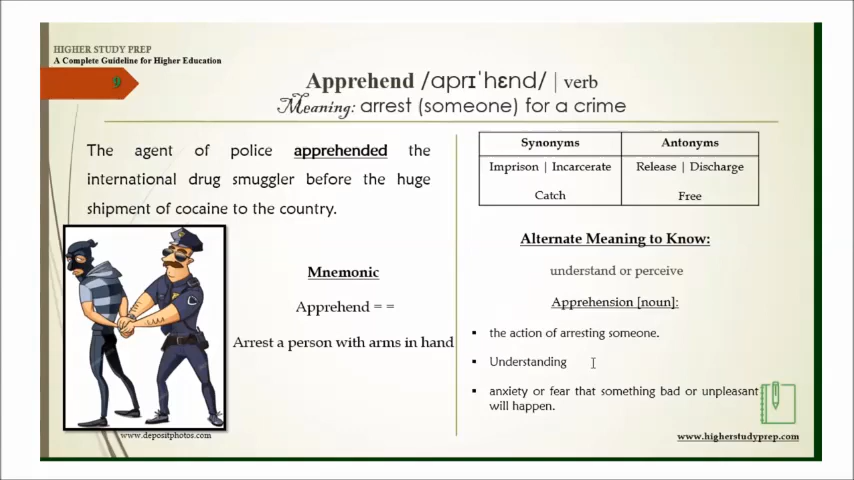 HIGHER STUDY PREP
A Complete Guideline for Higher Education
9
Apprehend /aprɪˈhɛnd/ | verb
Meaning: arrest (someone) for a crime
The agent of police apprehended the
international drug smuggler before the huge
shipment of cocaine to the country.
www.depositphotos.com
Mnemonic
Apprehend = =
Arrest a person with arms in hand
Synonyms Antonyms
Imprison | Incarcerate Release | Discharge
Catch Free
Alternate Meaning to Know:
understand or perceive
Apprehension [noun]:
▪ the action of arresting someone.
▪ Understanding
▪ anxiety or fear that something bad or unpleasant
will happen.
www.higherstudyprep.com